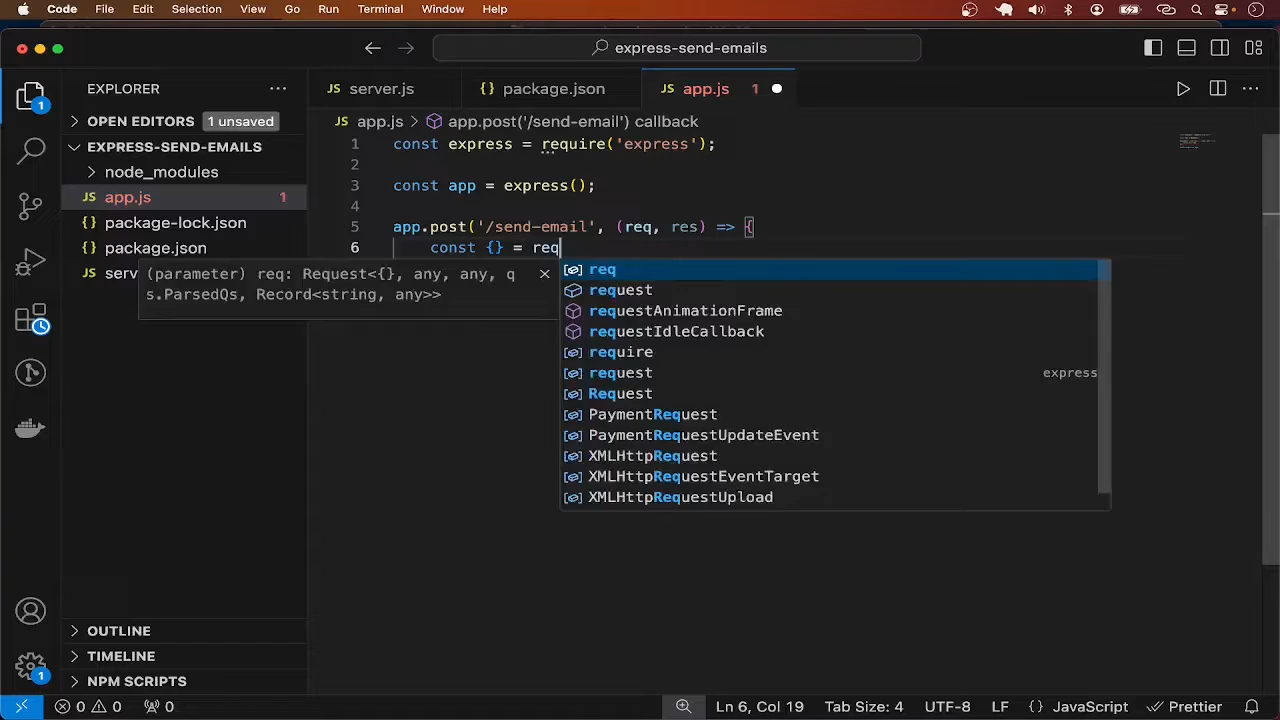 Code File Edit Selection View Go Run Terminal Window Help
express-send-emails
EXPLORER
JS server.js
{} package.json
JS app.js 1
OPEN EDITORS 1 unsaved
JS app.js > app.post('/send-email') callback
EXPRESS-SEND-EMAILS
node_modules
JS app.js 1
{} package-lock.json
{} package.json
serv
1 const express = require('express');
2
3 const app = express();
4
5 app.post('/send-email', (req, res) => {
6 const {} = req
(parameter) req: Request<{}, any, any, q
s.ParsedQs, Record<string, any>>
req
request
requestAnimationFrame
requestIdleCallback
require
request express
Request
PaymentRequest
PaymentRequestUpdateEvent
XMLHttpRequest
XMLHttpRequestEventTarget
XMLHttpRequestUpload
1
1
OUTLINE
TIMELINE
NPM SCRIPTS
0 0 0 Ln 6, Col 19 Tab Size: 4 UTF-8 LF {} JavaScript Prettier